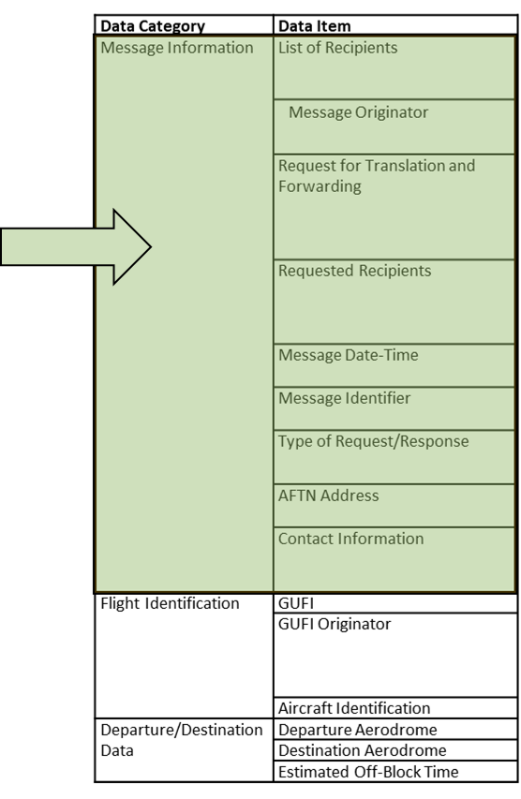 Data Category Data Item
Message Information List of Recipients
Message Originator
Request for Translation and
Forwarding
Requested Recipients
Message Date-Time
Message Identifier
Type of Request/Response
AFTN Address
Contact Information
Flight Identification GUFI
GUFI Originator
Aircraft Identification
Departure/Destination Departure Aerodrome
Data Destination Aerodrome
Estimated Off-Block Time